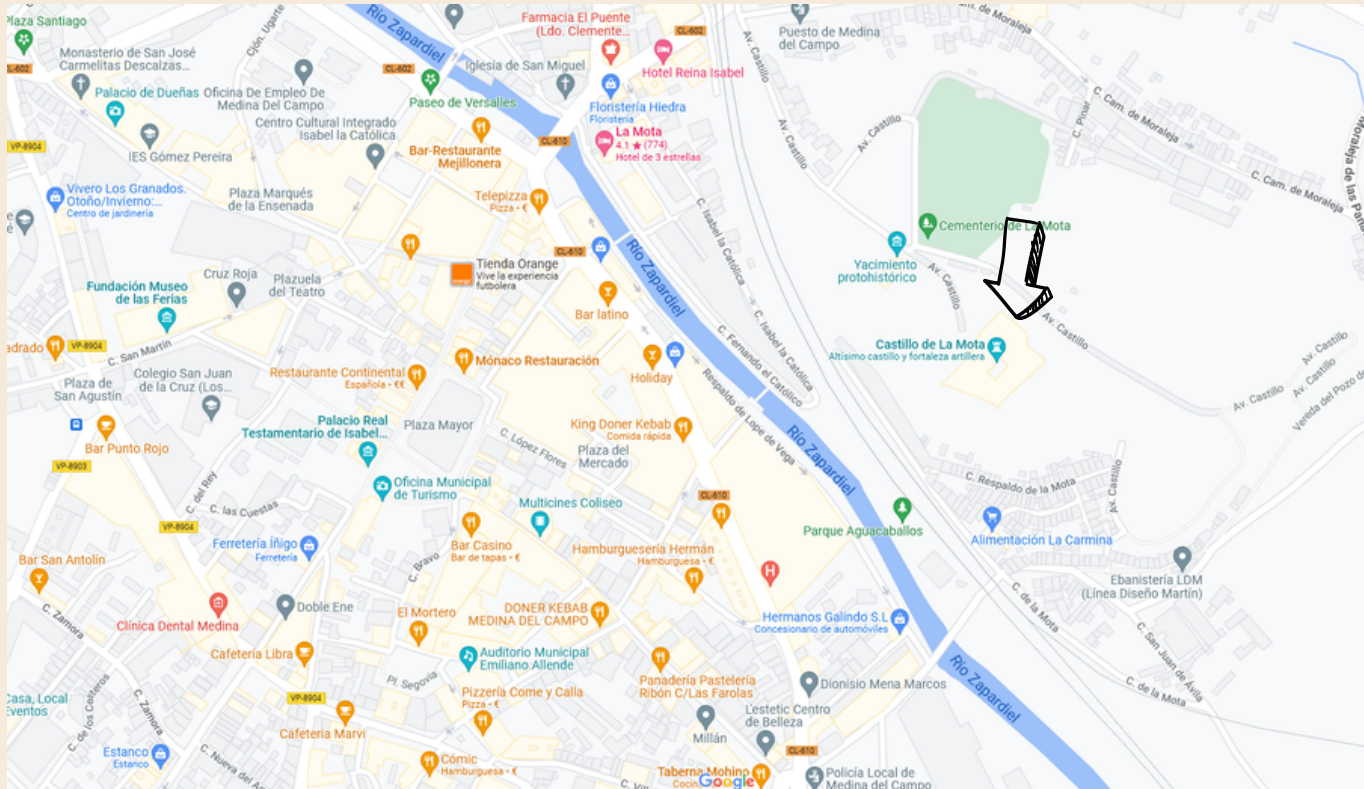 Plaza Santiago
CL-602
Monasterio de San José
Carmelitas Descalzas...
Palacio de Dueñas
Cjón. Ugarte
Oficina De Empleo De
Medina Del Campo
Centro Cultural Integrado
Isabel la Católica
IES Gómez Pereira
VP-8904
Vivero Los Granados.
Otoño/Invierno:...
Centro de jardinería
Plaza Marqués
de la Ensenada
Río Zapardiel
CL-602
Paseo de Versalles
Iglesia de San Miguel
Farmacia El Puente
(Ldo. Clemente...
CL-602
Hotel Reina Isabel
Floristería Hiedra
Floristería
La Mota
4.1 ★ (774)
Hotel de 3 estrellas
CL-610
Bar-Restaurante
Mejillonera
Telepizza
Pizza • €
CL-610
Tienda Orange
Vive la experiencia
futbolera
Bar latino
Río Zapardiel
C. Isabel la Católica
C. Isabel la Católica
C. Fernando el Católico
Respaldo de Lope de Vega
Puesto de Medina
del Campo
Av. Castillo
Av. Castillo
Av. Castillo
am. de Moraleja
C. Pinar
C. Cam. de Moraleja
C. Cam. de Moraleja
Moraleja de las Pana
Cementerio de La Mota
Yacimiento
protohistórico
Av. Castillo
Castillo de La Mota
Altísimo castillo y fortaleza artillera
Av. Castillo
Av. Castillo
Av. Castillo
Av. Castillo
Vereda del Pozo de
Cruz Roja
Plazuela
del Teatro
Fundación Museo
de las Ferias
adrado
VP-8904
C. San Martín
Plaza de
San Agustín
Colegio San Juan
de la Cruz (Los...
Restaurante Continental
Española • €€
Mónaco Restauración
Holiday
Palacio Real
Testamentario de Isabel...
Plaza Mayor
King Doner Kebab
Comida rápida
C. López Flores
Plaza del
Mercado
Bar Punto Rojo
VP-8903
C. del Rey
C. las Cuestas
VP-8904
Oficina Municipal
de Turismo
Multicines Coliseo
CL-610
Río Zapardiel
Parque Aguacaballos
C. Respaldo de la Mota
Av. Castillo
Alimentación La Carmina
Bar San Antolín
Ferretería Íñigo
Ferretería
Bar Casino
Bar de tapas • €
Hamburguesería Hermán
Hamburguesa • €
H
C. Bravo
C. Zamora
Clínica Dental Medina
Doble Ene
El Mortero
DONER KEBAB
MEDINA DEL CAMPO
Hermanos Galindo S.L
Concesionario de automóviles
Ebanistería LDM
(Línea Diseño Martín)
C. de la Mota
C. San Juan de Ávila
C. de la Mota
Cafetería Libra
Auditorio Municipal
Emiliano Allende
Panadería Pastelería
Ribón C/Las Farolas
Dionisio Mena Marcos
Río Zapardiel
Casa, Local
Eventos
C. de los Coateros
C. Zamora
VP-8904
Pl. Segovia
Pizzería Come y Calla
Pizza • €
L'estetic Centro
de Belleza
Millán
Cafetería Marvi
Estanco
Estanco
C. Nueva del A
Cómic
Hamburguesa • €
CL-610
Taberna Mohino
Cocin
Google
Policía Local de
Medina del Campo